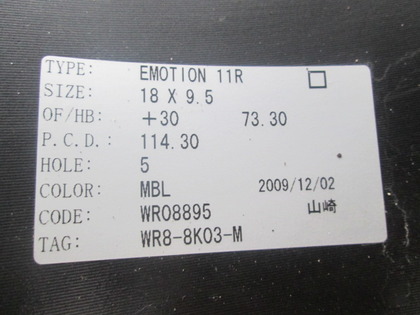 TYPE: EMOTION 11R □
SIZE: 18 X 9.5
OF/HB: +30 73.30
P.C.D.: 114.30
HOLE: 5
COLOR: MBL 2009/12/02
CODE: WR08895 山崎
TAG: WR8-8K03-M